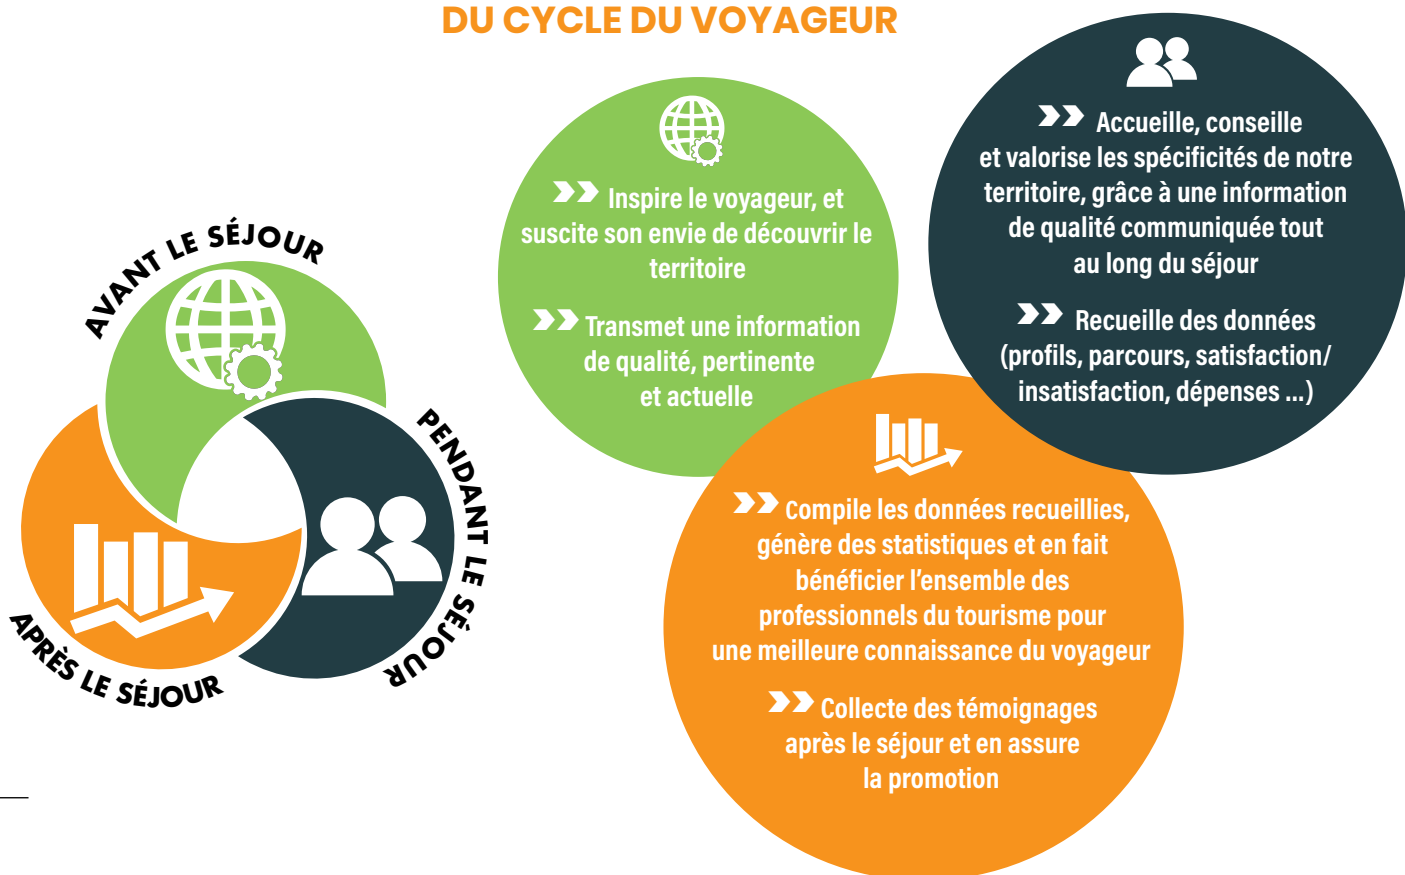 DU CYCLE DU VOYAGEUR
AVANT LE SÉJOUR
PENDANT LE SÉJOUR
APRÈS LE SÉJOUR
Inspire le voyageur, et
suscite son envie de découvrir le
territoire
Transmet une information
de qualité, pertinente
et actuelle
Accueille, conseille
et valorise les spécificités de notre
territoire, grâce à une information
de qualité communiquée tout
au long du séjour
Recueille des données
(profils, parcours, satisfaction/
insatisfaction, dépenses ...)
Compile les données recueillies,
génère des statistiques et en fait
bénéficier l’ensemble des
professionnels du tourisme pour
une meilleure connaissance du voyageur
Collecte des témoignages
après le séjour et en assure
la promotion